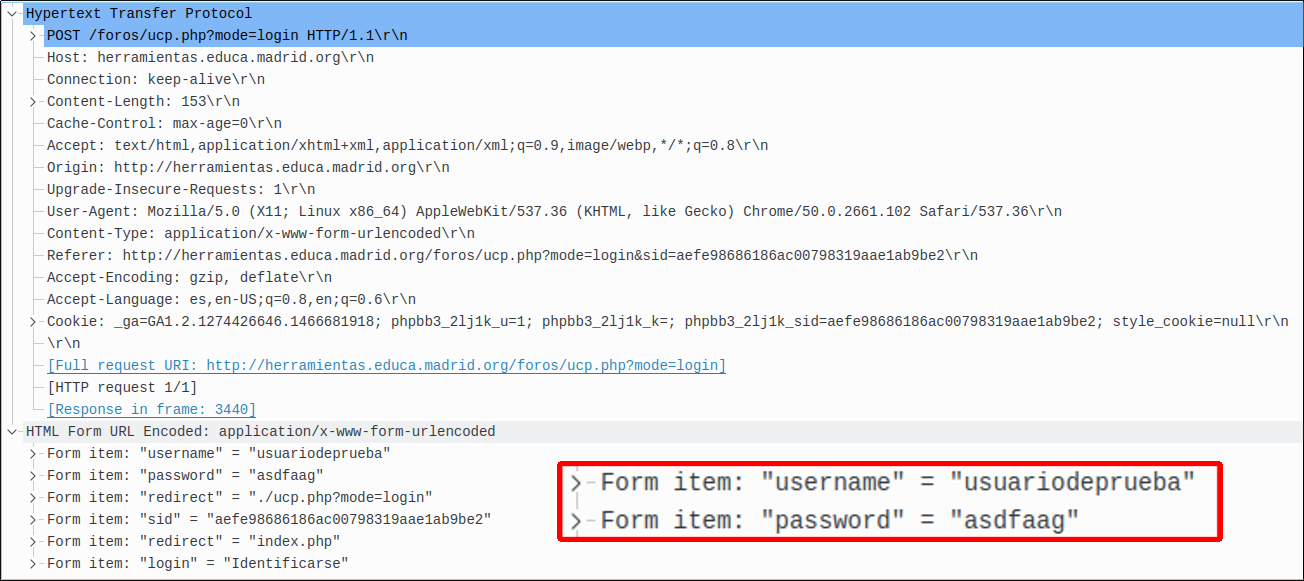 Hypertext Transfer Protocol
POST /foros/ucp.php?mode=login HTTP/1.1\r\n
Host: herramientas.educa.madrid.org\r\n
Connection: keep-alive\r\n
Content-Length: 153\r\n
Cache-Control: max-age=0\r\n
Accept: text/html,application/xhtml+xml,application/xml;q=0.9,image/webp,*/*;q=0.8\r\n
Origin: http://herramientas.educa.madrid.org\r\n
Upgrade-Insecure-Requests: 1\r\n
User-Agent: Mozilla/5.0 (X11; Linux x86_64) AppleWebKit/537.36 (KHTML, like Gecko) Chrome/50.0.2661.102 Safari/537.36\r\n
Content-Type: application/x-www-form-urlencoded\r\n
Referer: http://herramientas.educa.madrid.org/foros/ucp.php?mode=login&sid=aefe98686186ac00798319aae1ab9be2\r\n
Accept-Encoding: gzip, deflate\r\n
Accept-Language: es,en-US;q=0.8,en;q=0.6\r\n
Cookie: _ga=GA1.2.1274426646.1466681918; phpbb3_2lj1k_u=1; phpbb3_2lj1k_k=; phpbb3_2lj1k_sid=aefe98686186ac00798319aae1ab9be2; style_cookie=null\r\n
\r\n
[Full request URI: http://herramientas.educa.madrid.org/foros/ucp.php?mode=login]
[HTTP request 1/1]
[Response in frame: 3440]
HTML Form URL Encoded: application/x-www-form-urlencoded
Form item: "username" = "usuariodeprueba"
Form item: "password" = "asdfaag"
Form item: "redirect" = "./ucp.php?mode=login"
Form item: "sid" = "aefe98686186ac00798319aae1ab9be2"
Form item: "redirect" = "index.php"
Form item: "login" = "Identificarse"
Form item: "username" = "usuariodeprueba"
Form item: "password" = "asdfaag"